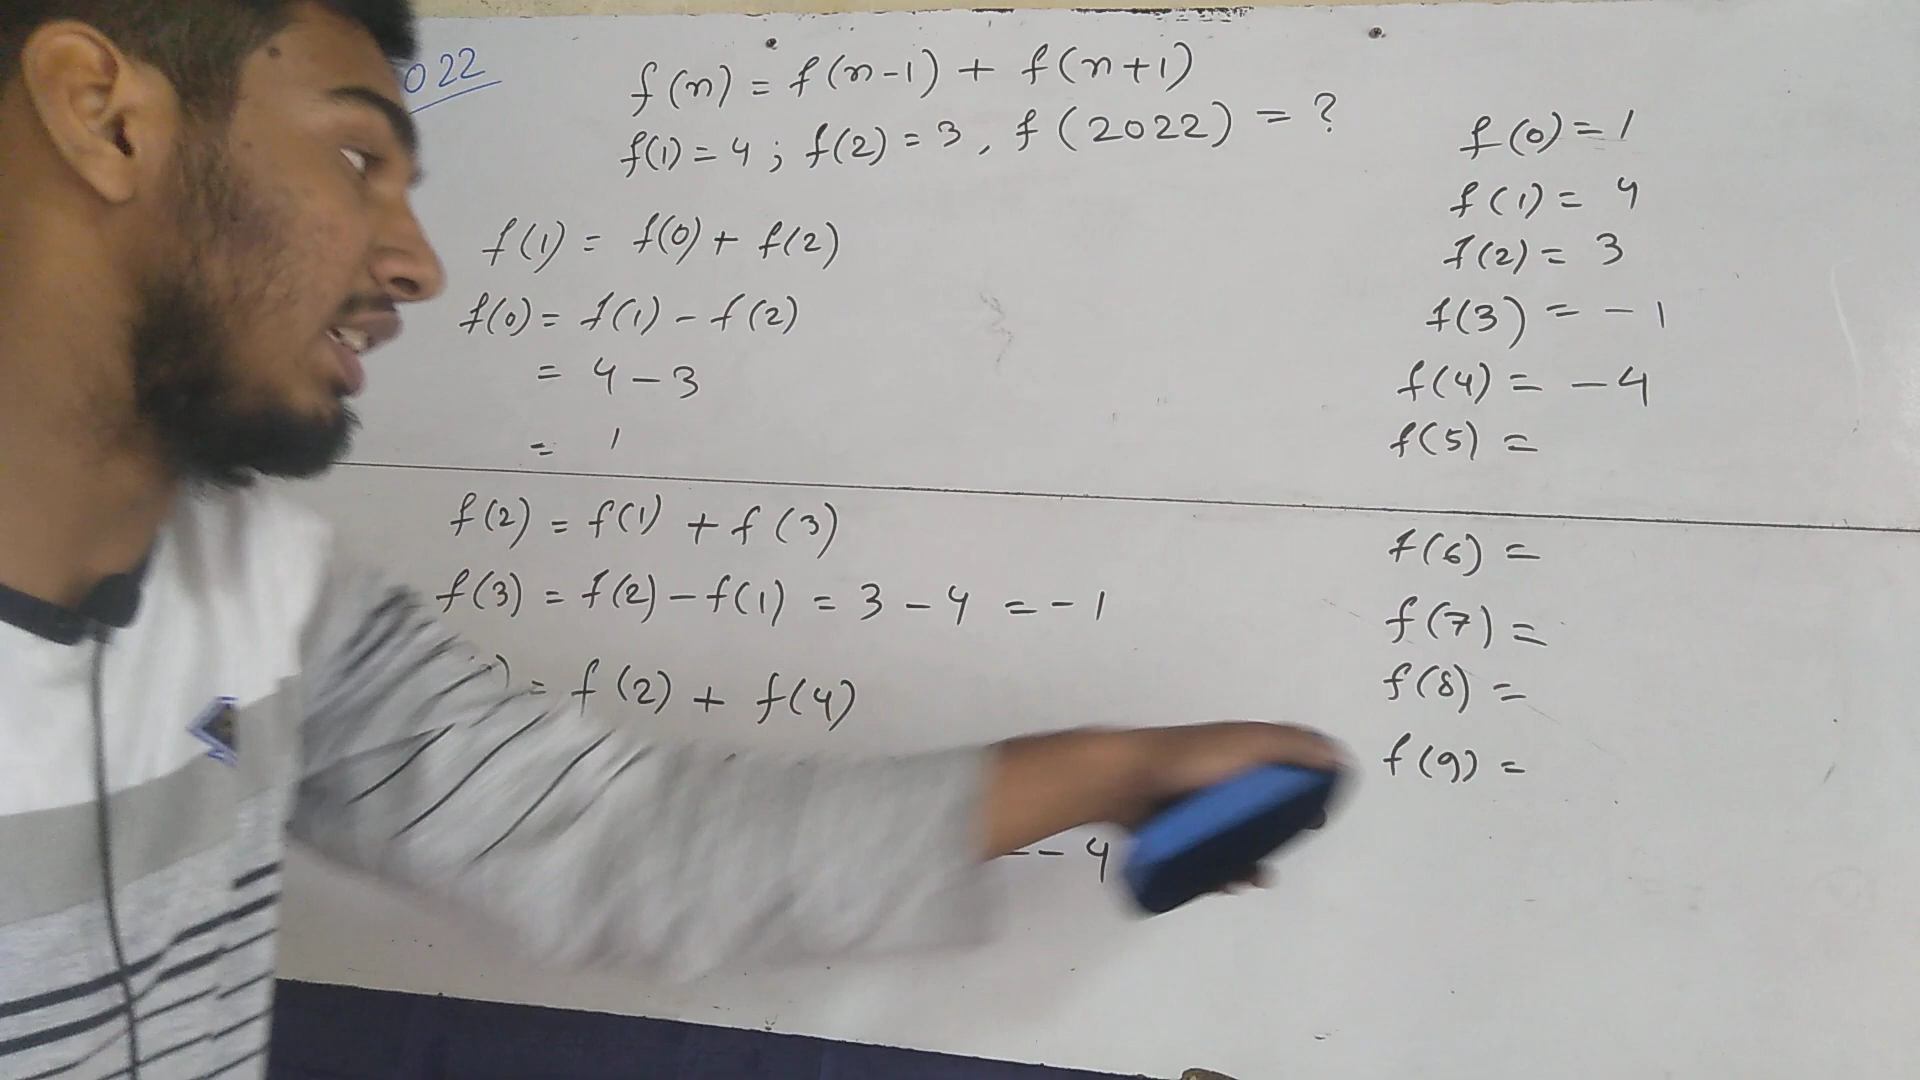 022
f(n) = f(n-1) + f(n+1)
f(1) = 4 ; f(2) = 3 , f(2022) = ?
f(1) = f(0) + f(2)
f(0) = f(1) - f(2)
= 4 - 3
= 1
f(2) = f(1) + f(3)
f(3) = f(2) - f(1) = 3 - 4 = - 1
) = f(2) + f(4)
- - 4
f(0) = 1
f(1) = 4
f(2) = 3
f(3) = - 1
f(4) = - 4
f(5) =
f(6) =
f(7) =
f(8) =
f(9) =